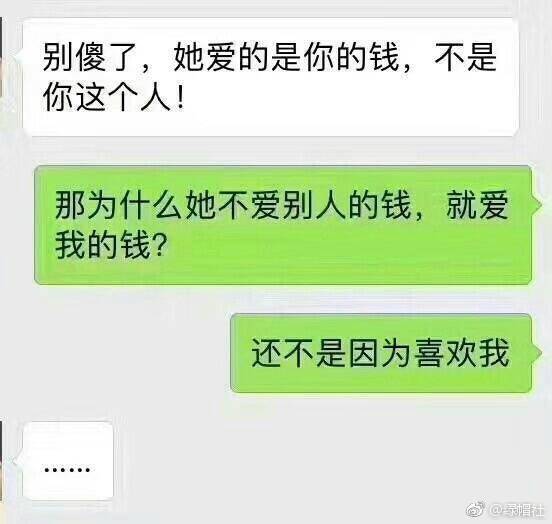 别傻了，她爱的是你的钱，不是
你这个人！
那为什么她不爱别人的钱，就爱
我的钱？
还不是因为喜欢我
……
@绿帽社